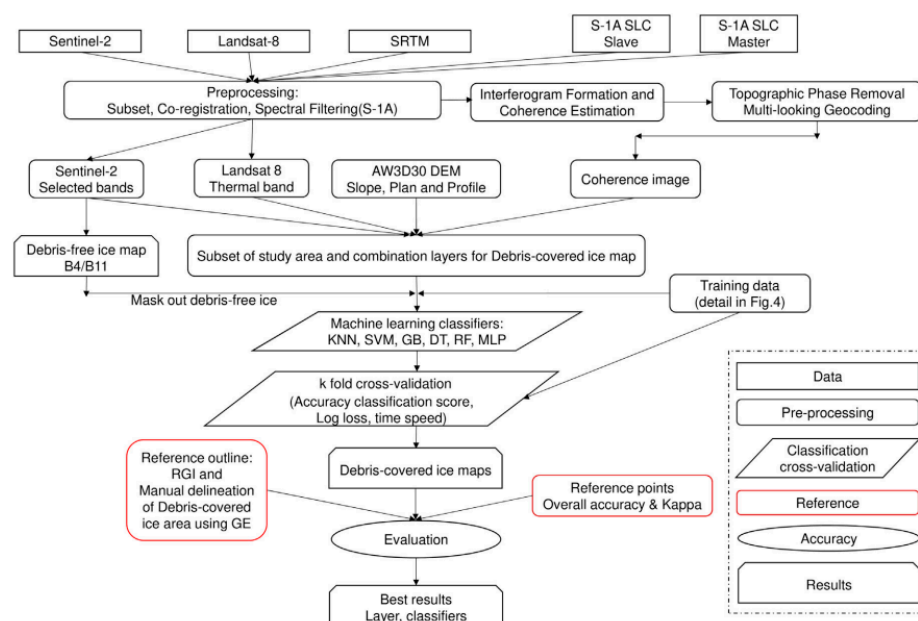 Sentinel-2
Landsat-8
SRTM
S-1A SLC
Slave
S-1A SLC
Master
Preprocessing:
Subset, Co-registration, Spectral Filtering(S-1A)
Interferogram Formation and
Coherence Estimation
Topographic Phase Removal
Multi-looking Geocoding
Sentinel-2
Selected bands
Landsat 8
Thermal band
AW3D30 DEM
Slope, Plan and Profile
Coherence image
Debris-free ice map
B4/B11
Subset of study area and combination layers for Debris-covered ice map
Mask out debris-free ice
Training data
(detail in Fig.4)
Machine learning classifiers:
KNN, SVM, GB, DT, RF, MLP
k fold cross-validation
(Accuracy classification score,
Log loss, time speed)
Reference outline:
RGI and
Manual delineation
of Debris-covered
ice area using GE
Debris-covered ice maps
Reference points
Overall accuracy & Kappa
Evaluation
Best results
Layer, classifiers
Data
Pre-processing
Classification
cross-validation
Reference
Accuracy
Results